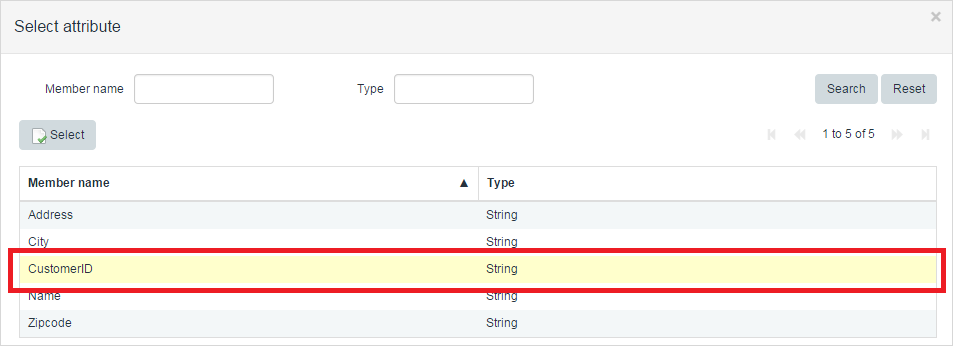 Select attribute ×
Member name Type Search Reset
Select 1 to 5 of 5
Member name ▲ Type
Address String
City String
CustomerID String
Name String
Zipcode String